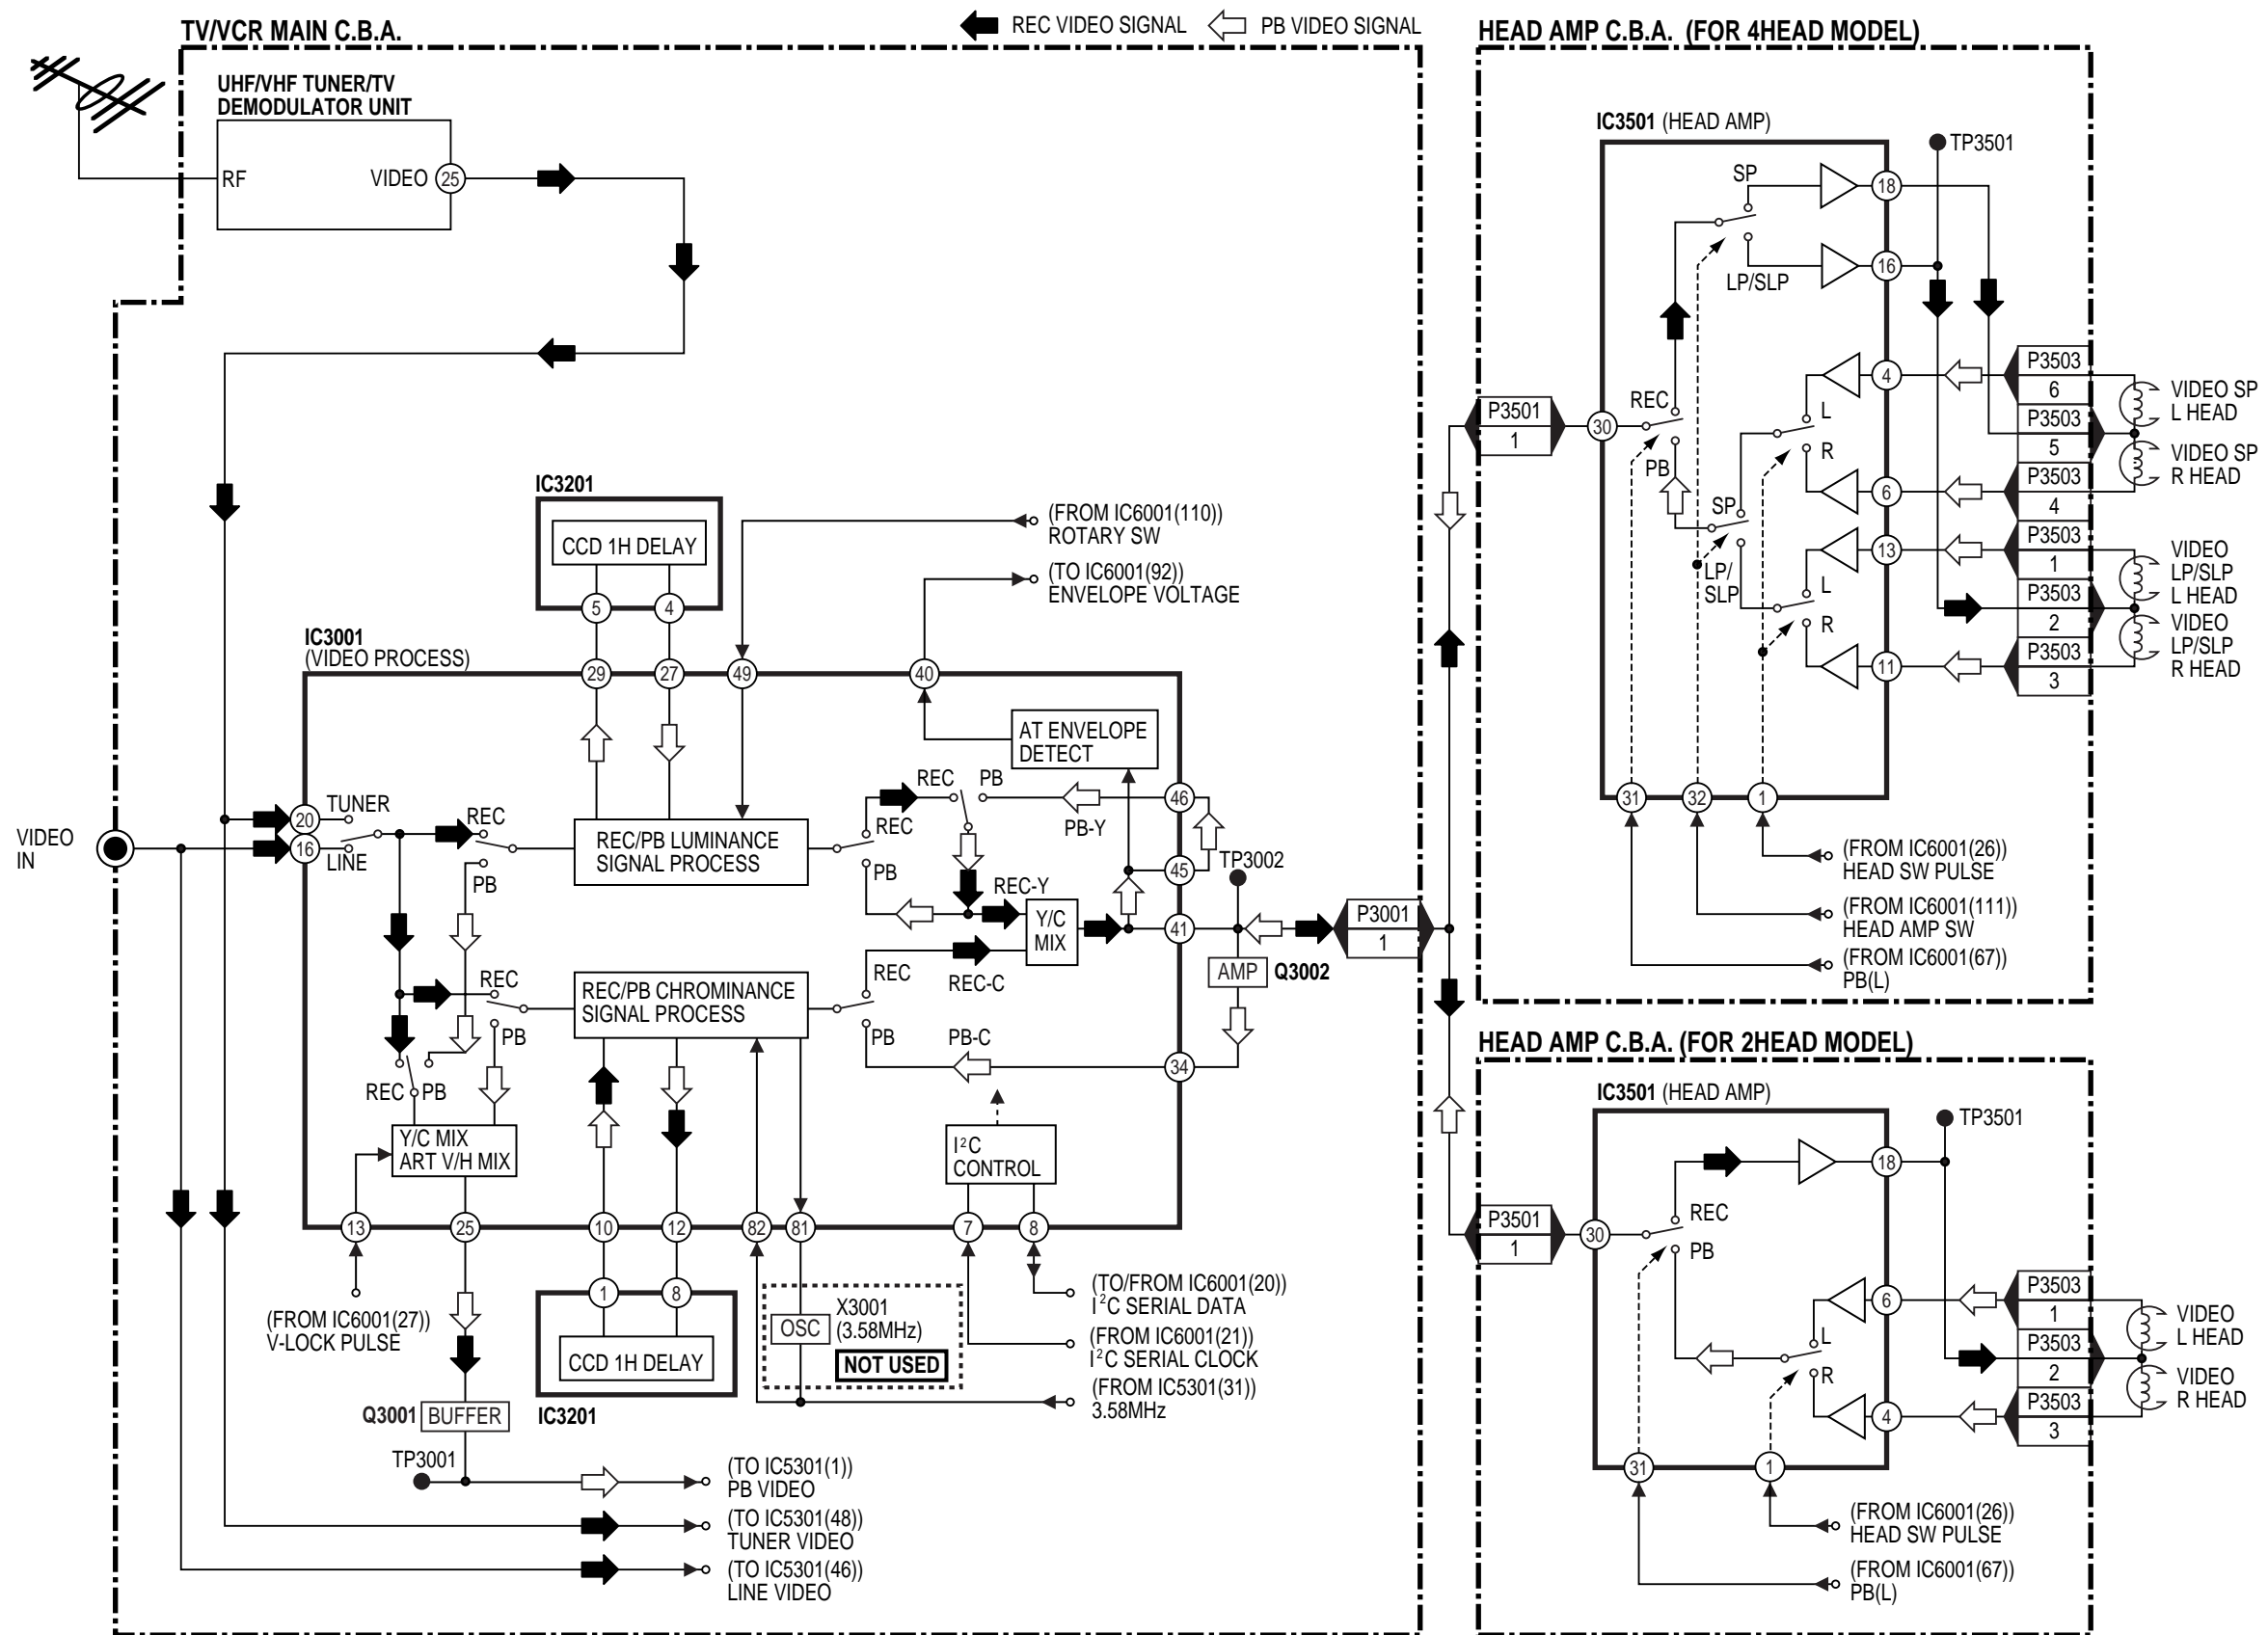 TV/VCR MAIN C.B.A.
REC VIDEO SIGNAL
PB VIDEO SIGNAL
UHF/VHF TUNER/TV
DEMODULATOR UNIT
RF
VIDEO
25
IC3201
CCD 1H DELAY
5
4
(FROM IC6001(110))
ROTARY SW
(TO IC6001(92))
ENVELOPE VOLTAGE
IC3001
(VIDEO PROCESS)
29
27
49
40
AT ENVELOPE
DETECT
VIDEO
IN
20
TUNER
16
LINE
REC
PB
REC/PB LUMINANCE
SIGNAL PROCESS
REC
PB
REC
PB
PB-Y
46
45
TP3002
REC-Y
Y/C
MIX
41
P3001
1
AMP
Q3002
REC
PB
REC/PB CHROMINANCE
SIGNAL PROCESS
REC
REC-C
PB
PB-C
34
REC
PB
Y/C MIX
ART V/H MIX
I²C
CONTROL
13
25
10
12
82
81
7
8
(FROM IC6001(27))
V-LOCK PULSE
1
8
CCD 1H DELAY
IC3201
OSC
X3001
(3.58MHz)
NOT USED
(TO/FROM IC6001(20))
I²C SERIAL DATA
(FROM IC6001(21))
I²C SERIAL CLOCK
(FROM IC5301(31))
3.58MHz
Q3001
BUFFER
TP3001
(TO IC5301(1))
PB VIDEO
(TO IC5301(48))
TUNER VIDEO
(TO IC5301(46))
LINE VIDEO
HEAD AMP C.B.A. (FOR 4HEAD MODEL)
IC3501 (HEAD AMP)
TP3501
SP
LP/SLP
18
16
P3501
1
30
REC
PB
SP
LP/
SLP
L
R
L
R
4
6
13
11
P3503
6
P3503
5
P3503
4
P3503
1
P3503
2
P3503
3
VIDEO SP
L HEAD
VIDEO SP
R HEAD
VIDEO
LP/SLP
L HEAD
VIDEO
LP/SLP
R HEAD
31
32
1
(FROM IC6001(26))
HEAD SW PULSE
(FROM IC6001(111))
HEAD AMP SW
(FROM IC6001(67))
PB(L)
HEAD AMP C.B.A. (FOR 2HEAD MODEL)
IC3501 (HEAD AMP)
TP3501
18
P3501
1
30
REC
PB
L
R
6
4
P3503
1
P3503
2
P3503
3
VIDEO
L HEAD
VIDEO
R HEAD
31
1
(FROM IC6001(26))
HEAD SW PULSE
(FROM IC6001(67))
PB(L)